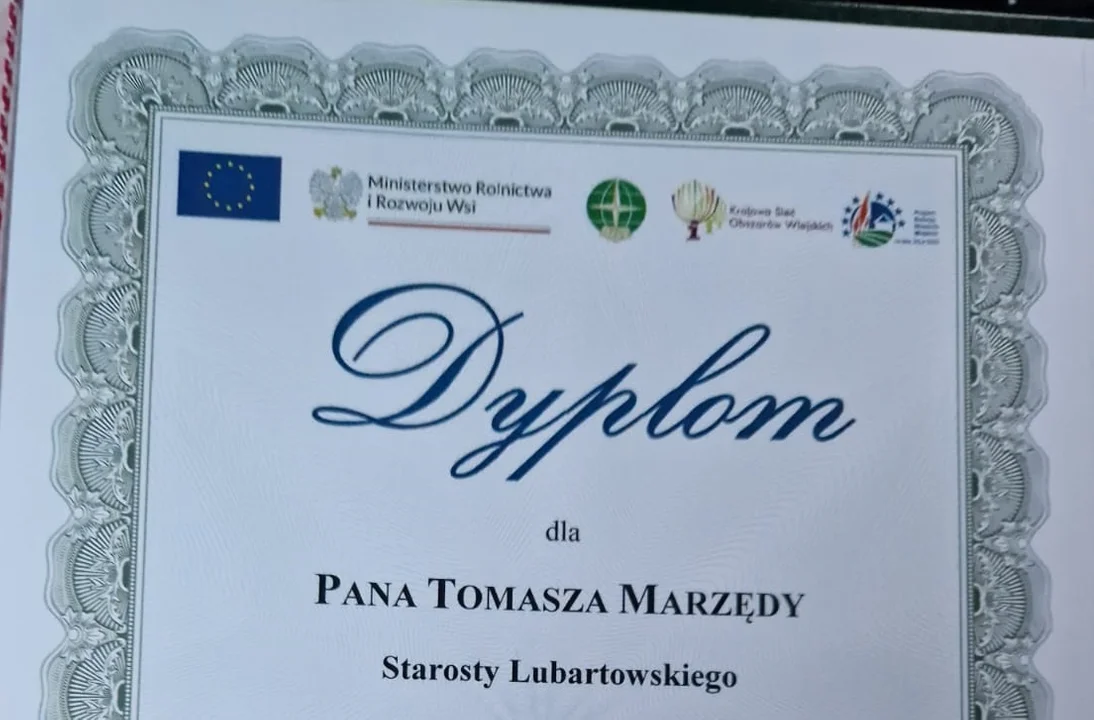 Ministerstwo Rolnictwa
i Rozwoju Wsi
Krajowa Sieć
Obszarów Wiejskich
Dyplom
dla
PANA TOMASZA MARZĘDY
Starosty Lubartowskiego